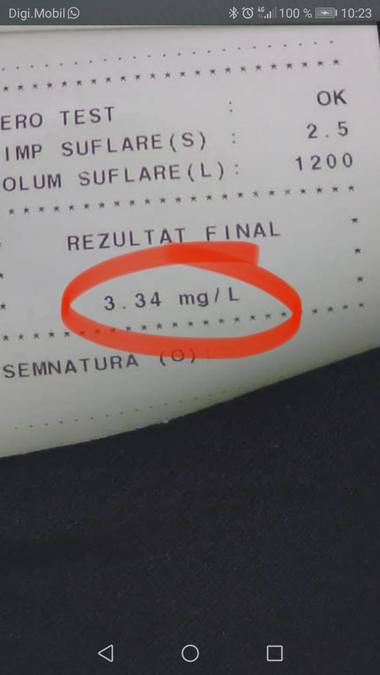 Digi.Mobil 4G 100 % 10:23
ERO TEST : OK
IMP SUFLARE(S) : 2.5
OLUM SUFLARE(L): 1200
REZULTAT FINAL
3.34 mg/L
SEMNATURA (O):